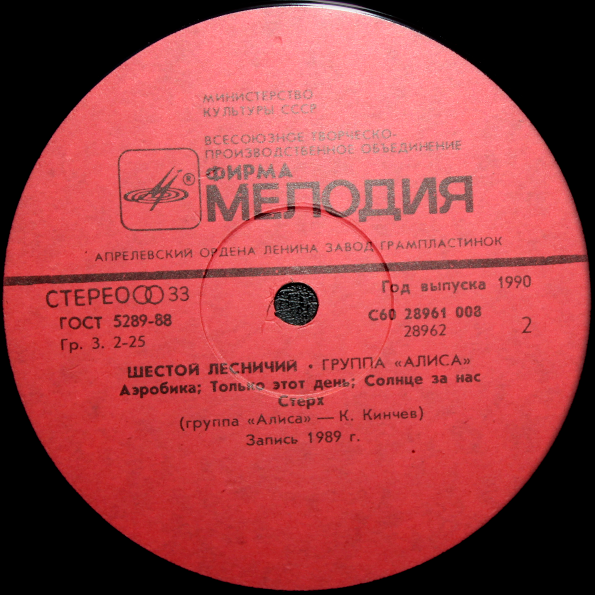 МИНИСТЕРСТВО
КУЛЬТУРЫ СССР
ВСЕСОЮЗНОЕ ТВОРЧЕСКО-
ПРОИЗВОДСТВЕННОЕ ОБЪЕДИНЕНИЕ
®
ФИРМА
МЕЛОДИЯ
АПРЕЛЕВСКИЙ ОРДЕНА ЛЕНИНА ЗАВОД ГРАМПЛАСТИНОК
СТЕРЕО 33
Год выпуска 1990
ГОСТ 5289-88
С60 28961 008
28962
2
Гр. 3. 2-25
ШЕСТОЙ ЛЕСНИЧИЙ • ГРУППА «АЛИСА»
Аэробика; Только этот день; Солнце за нас
Стерх
(группа «Алиса» — К. Кинчев)
Запись 1989 г.